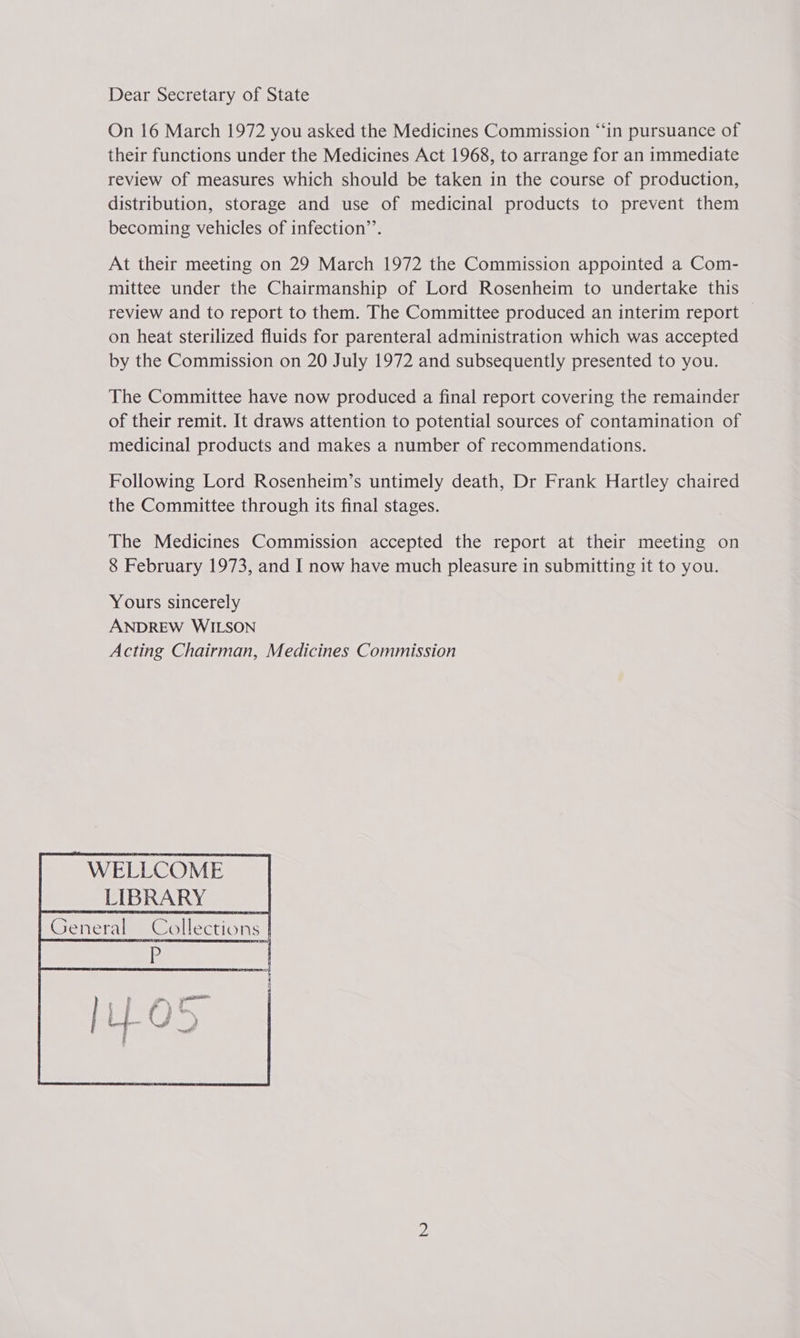 Dear Secretary of State
On 16 March 1972 you asked the Medicines Commission “in pursuance of
their functions under the Medicines Act 1968, to arrange for an immediate
review of measures which should be taken in the course of production,
distribution, storage and use of medicinal products to prevent them
becoming vehicles of infection”.
At their meeting on 29 March 1972 the Commission appointed a Com-
mittee under the Chairmanship of Lord Rosenheim to undertake this
review and to report to them. The Committee produced an interim report
on heat sterilized fluids for parenteral administration which was accepted
by the Commission on 20 July 1972 and subsequently presented to you.
The Committee have now produced a final report covering the remainder
of their remit. It draws attention to potential sources of contamination of
medicinal products and makes a number of recommendations.
Following Lord Rosenheim’s untimely death, Dr Frank Hartley chaired
the Committee through its final stages.
The Medicines Commission accepted the report at their meeting on
8 February 1973, and I now have much pleasure in submitting it to you.
Yours sincerely
ANDREW WILSON
Acting Chairman, Medicines Commission
WELLCOME
LIBRARY
General Collections
P
1405
2